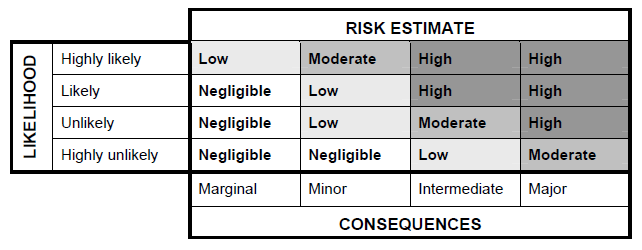 RISK ESTIMATE
LIKELIHOOD
Highly likely Low Moderate High High
Likely Negligible Low High High
Unlikely Negligible Low Moderate High
Highly unlikely Negligible Negligible Low Moderate
Marginal Minor Intermediate Major
CONSEQUENCES